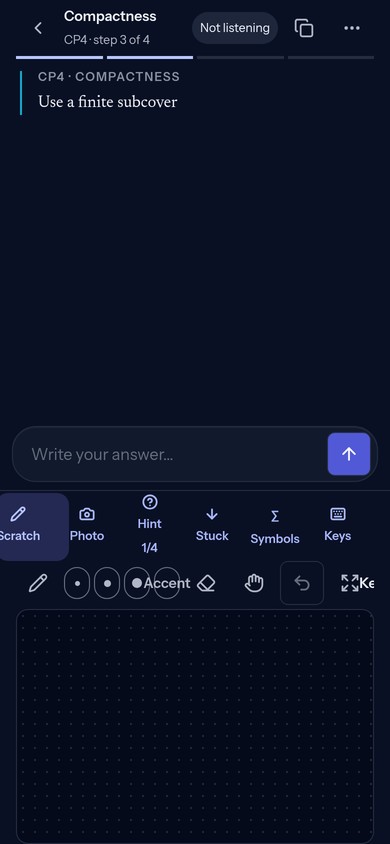 Compactness
CP4 · step 3 of 4
Not listening
CP4 · COMPACTNESS
Use a finite subcover
Write your answer...
Scratch
Photo
Hint
1/4
Stuck
Symbols
Keys
Accent